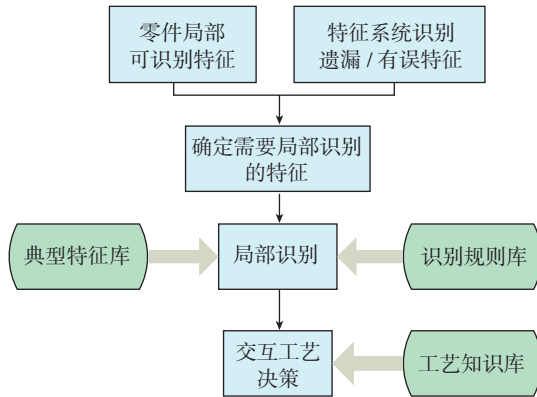 零件局部
可识别特征
特征系统识别
遗漏 / 有误特征
确定需要局部识别
的特征
典型特征库
局部识别
识别规则库
交互工艺
决策
工艺知识库